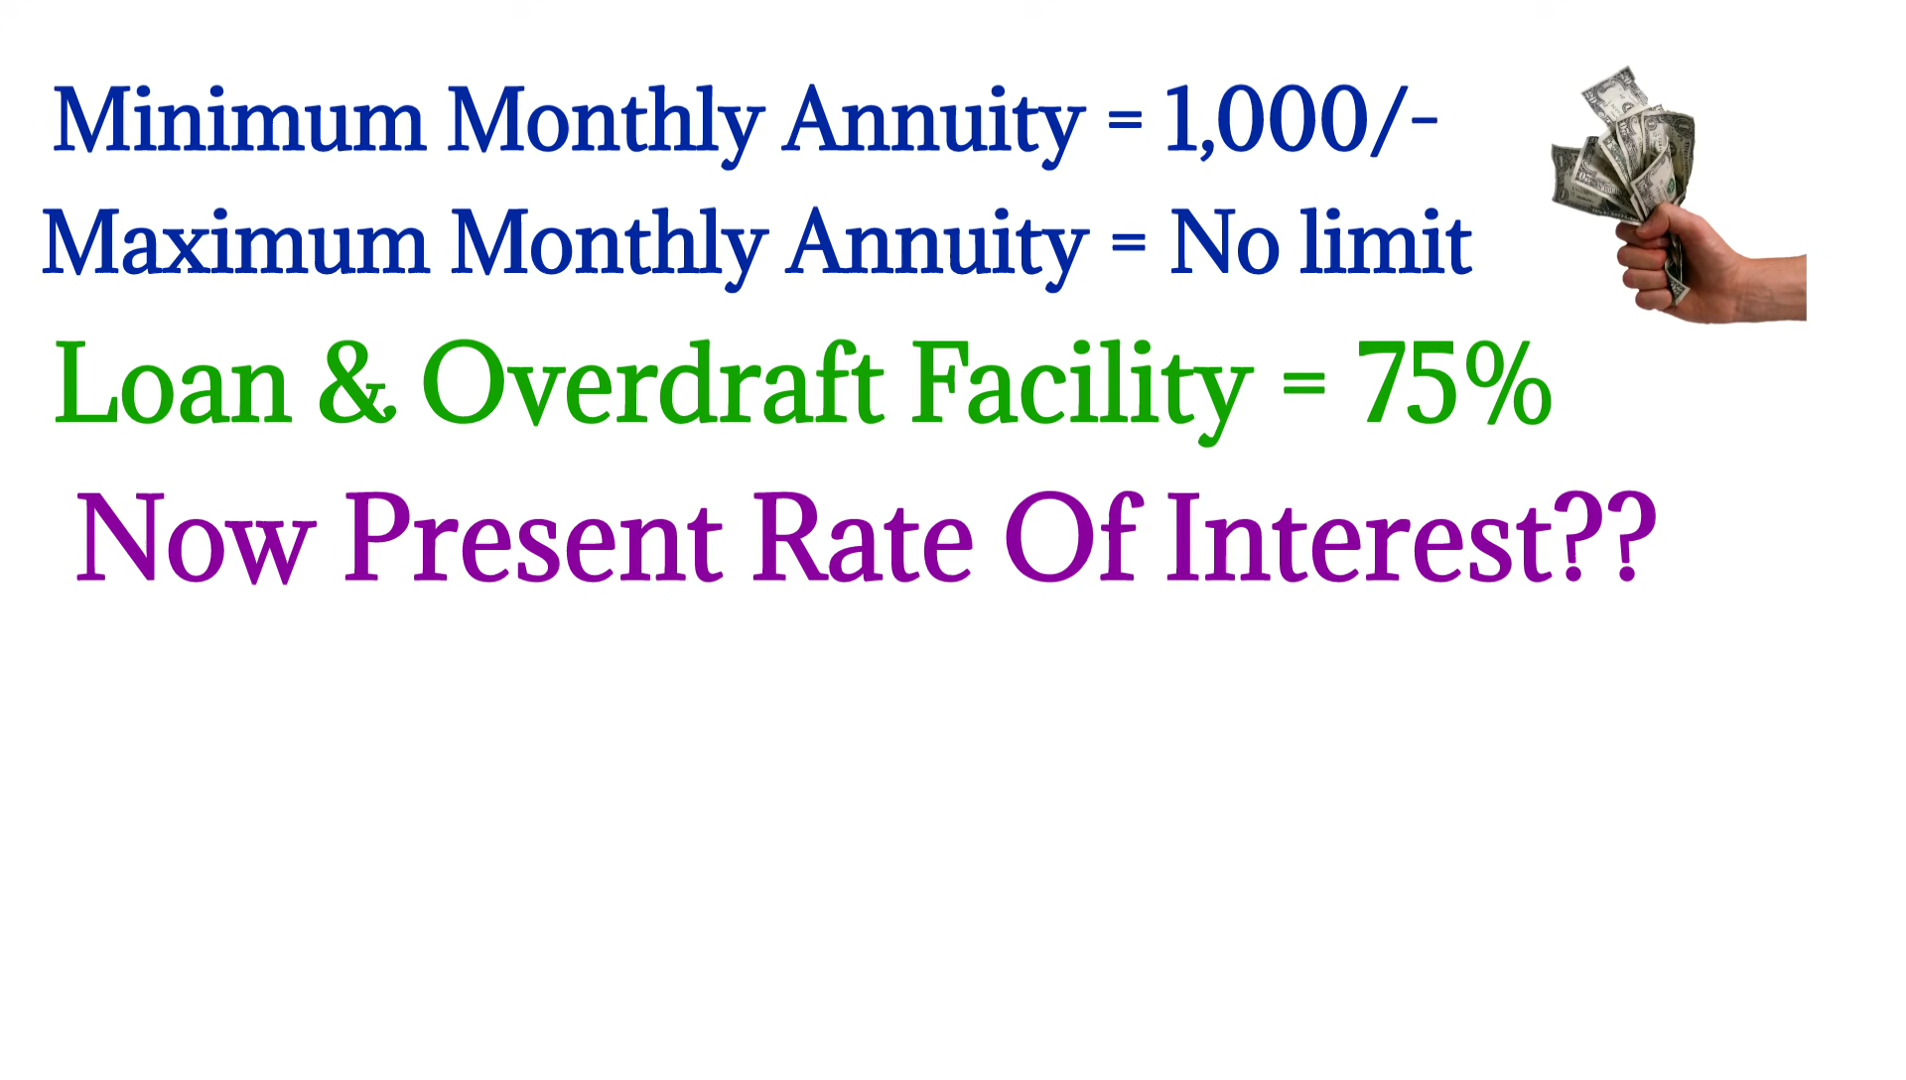 Minimum Monthly Annuity = 1,000/-
Maximum Monthly Annuity = No limit
Loan & Overdraft Facility = 75%
Now Present Rate Of Interest??